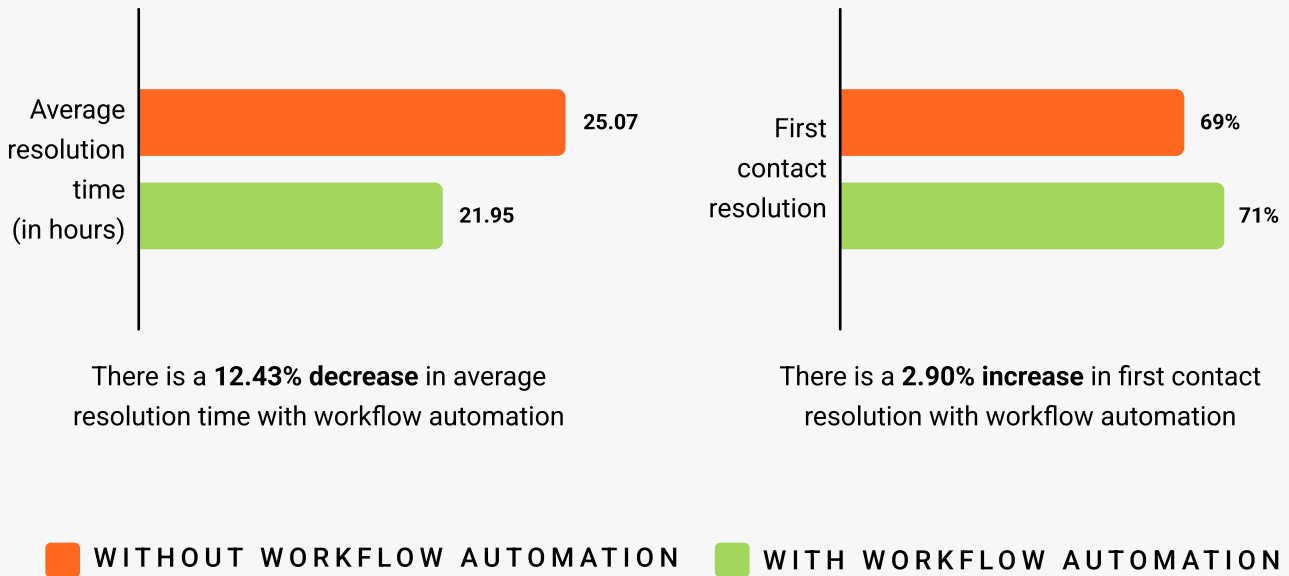 Average
resolution
time
(in hours)
25.07
21.95
There is a 12.43% decrease in average
resolution time with workflow automation
First
contact
resolution
69%
71%
There is a 2.90% increase in first contact
resolution with workflow automation
WITHOUT WORKFLOW AUTOMATION
WITH WORKFLOW AUTOMATION